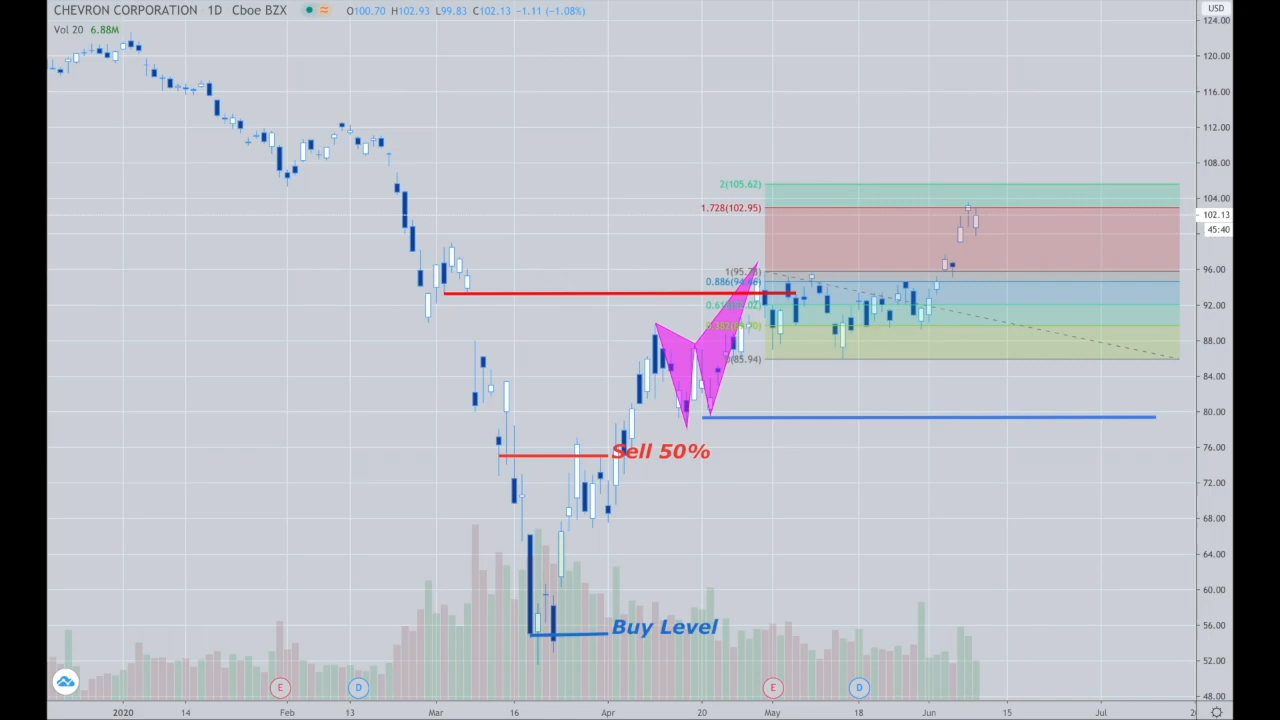 CHEVRON CORPORATION 1D Cboe BZX O100.70 H102.93 L99.83 C102.13 −1.11 (−1.08%)
Vol 20 6.88M
USD
124.00
120.00
116.00
112.00
108.00
104.00
102.13
45:40
96.00
92.00
88.00
84.00
80.00
76.00
72.00
68.00
64.00
60.00
56.00
52.00
48.00
2(105.62)
1.728(102.95)
0(85.94)
Sell 50%
Buy Level
E
D
E
D
2020
14
Feb
13
Mar
16
Apr
20
May
18
Jun
15
Jul